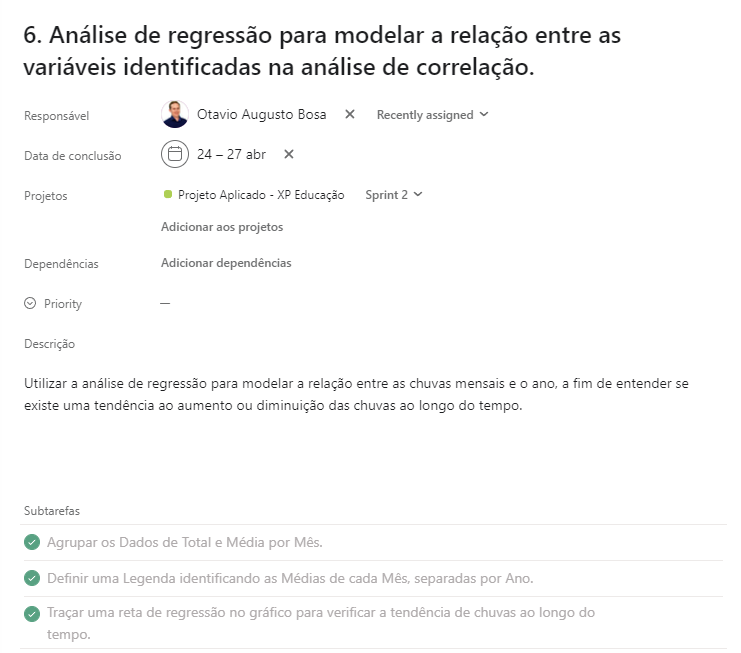 6. Análise de regressão para modelar a relação entre as
variáveis identificadas na análise de correlação.
Responsável
Otavio Augusto Bosa
Recently assigned
Data de conclusão
24 – 27 abr
Projetos
Projeto Aplicado - XP Educação
Sprint 2
Adicionar aos projetos
Dependências
Adicionar dependências
Priority
—
Descrição
Utilizar a análise de regressão para modelar a relação entre as chuvas mensais e o ano, a fim de entender se
existe uma tendência ao aumento ou diminuição das chuvas ao longo do tempo.
Subtarefas
Agrupar os Dados de Total e Média por Mês.
Definir uma Legenda identificando as Médias de cada Mês, separadas por Ano.
Traçar uma reta de regressão no gráfico para verificar a tendência de chuvas ao longo do
tempo.